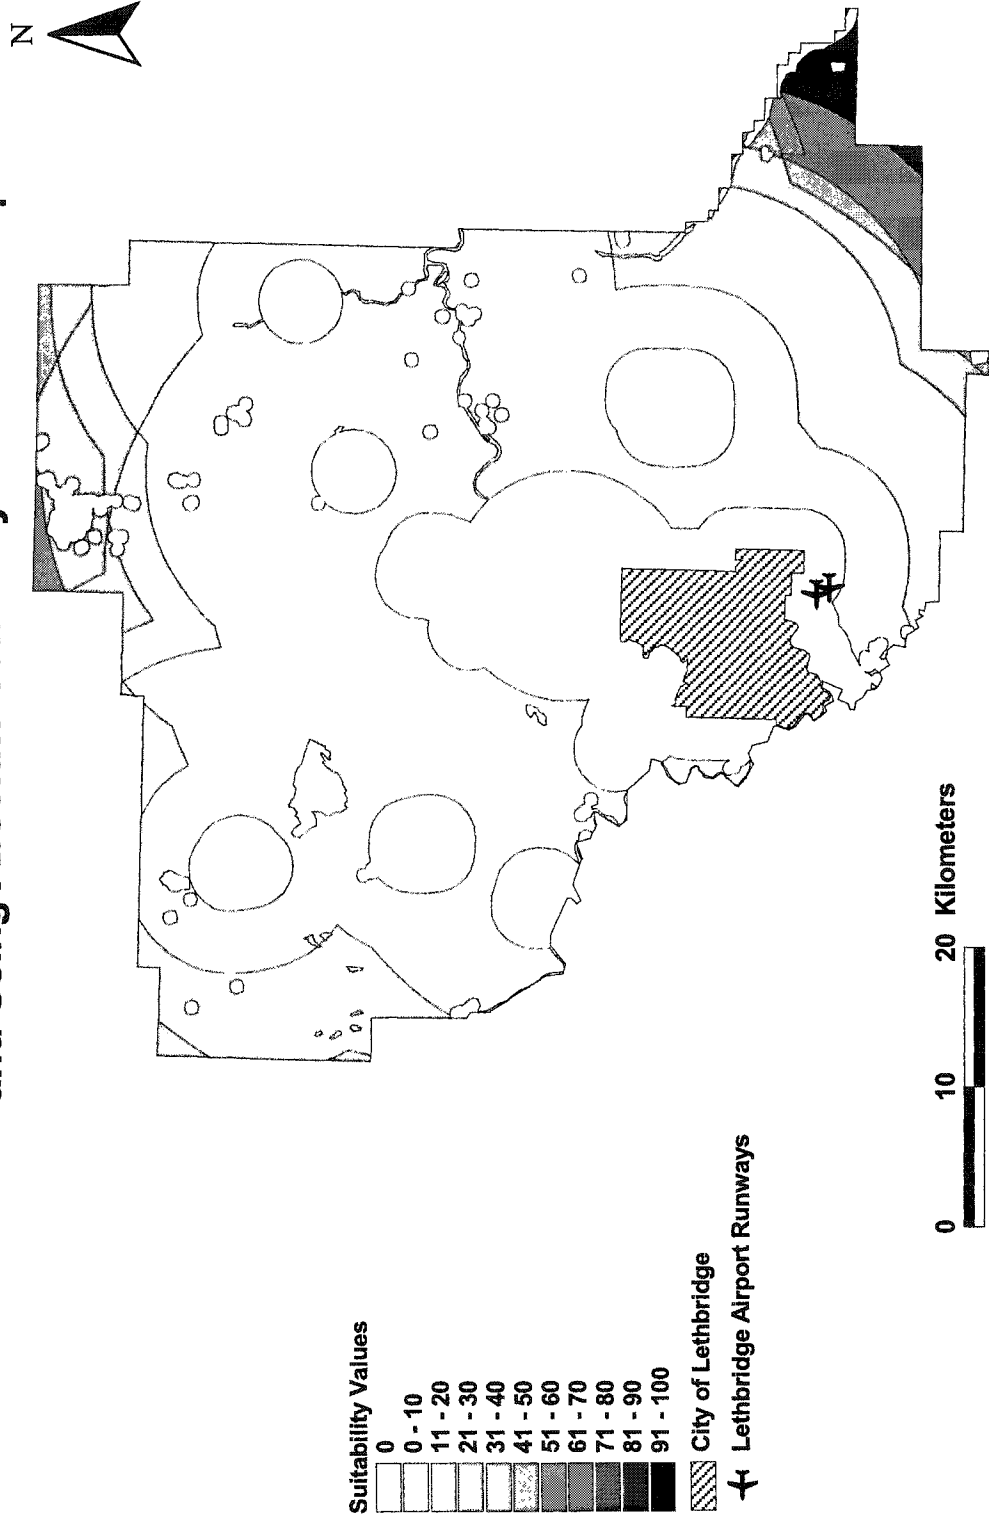 N
Suitability Values
0
0 - 10
11 - 20
21 - 30
31 - 40
41 - 50
51 - 60
61 - 70
71 - 80
81 - 90
91 - 100
City of Lethbridge
Lethbridge Airport Runways
0 10 20 Kilometers